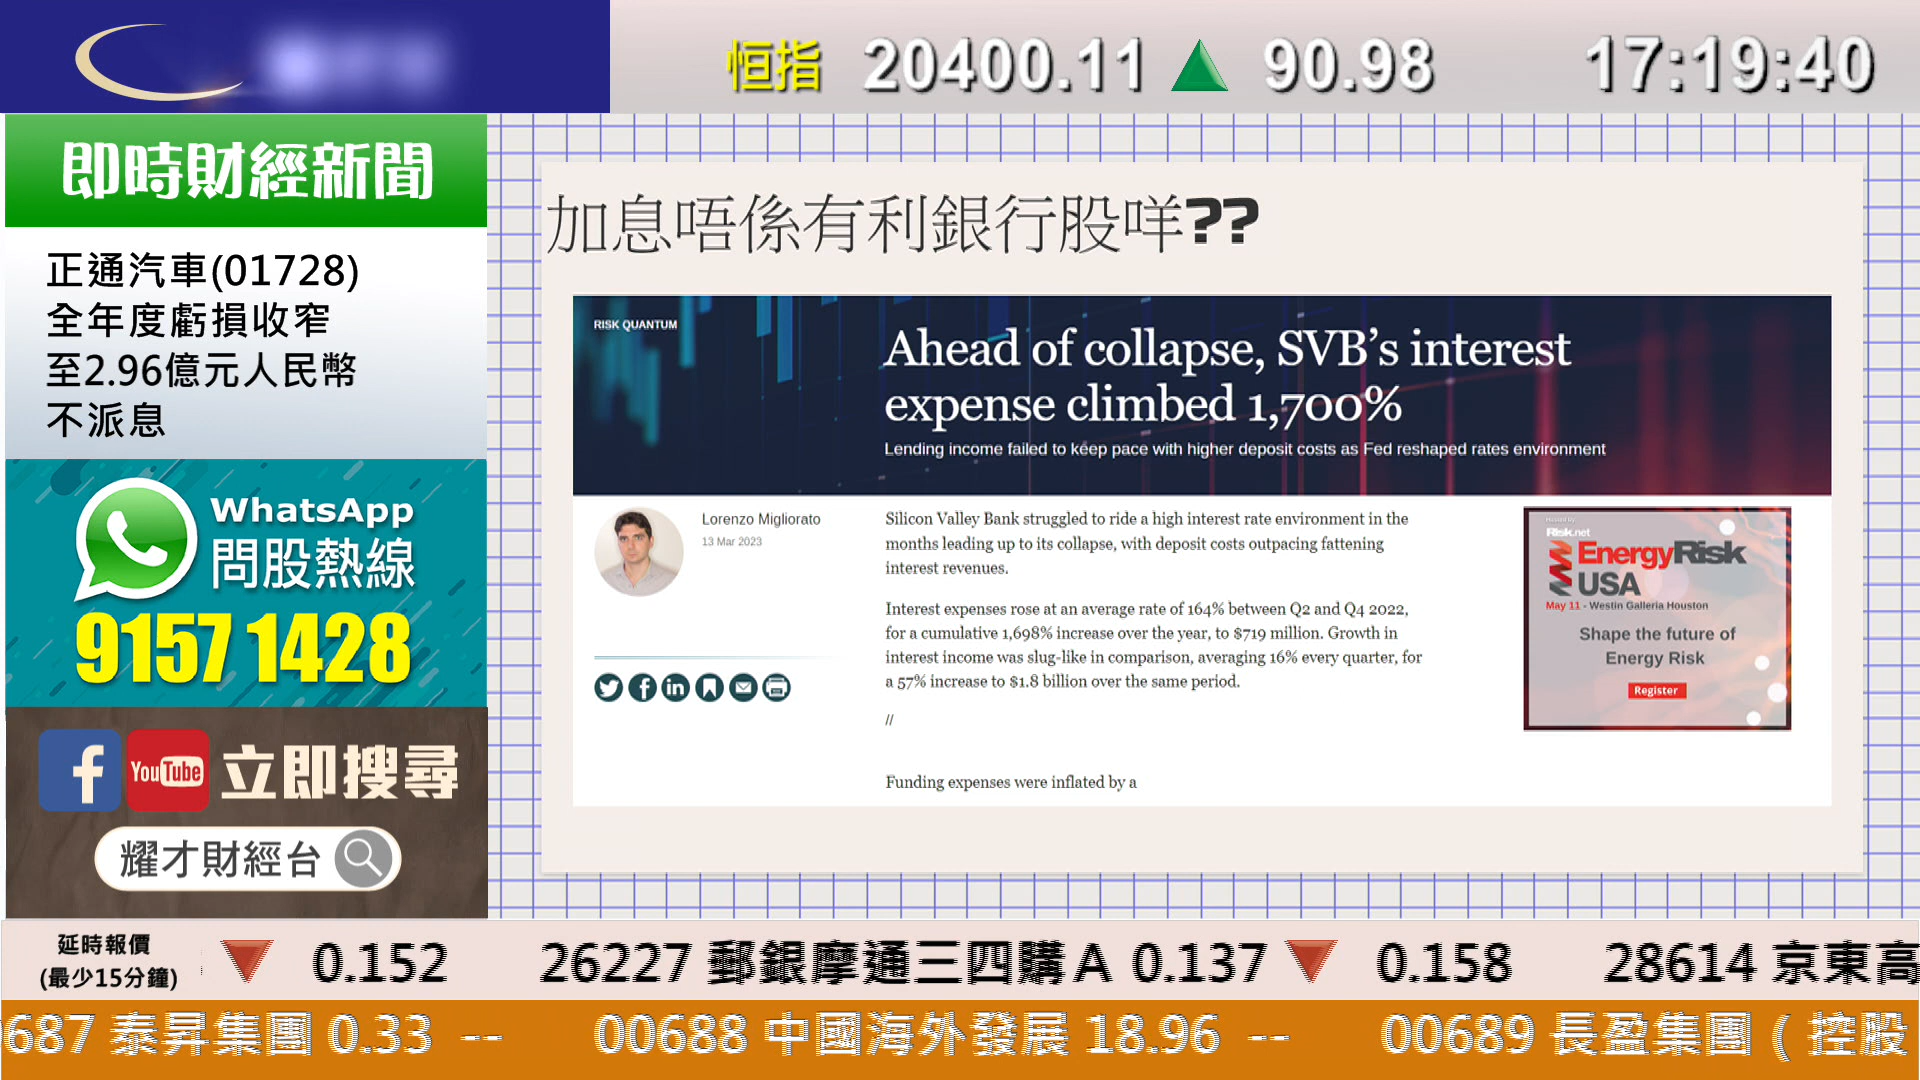 恒指 20400.11 90.98 17:19:40
即時財經新聞
正通汽車(01728)
全年度虧損收窄
至2.96億元人民幣
不派息
WhatsApp
問股熱線
9157 1428
f YouTube 立即搜尋
耀才財經台
加息唔係有利銀行股咩??
RISK QUANTUM
Ahead of collapse, SVB's interest
expense climbed 1,700%
Lending income failed to keep pace with higher deposit costs as Fed reshaped rates environment
Lorenzo Migliorato
13 Mar 2023
Silicon Valley Bank struggled to ride a high interest rate environment in the
months leading up to its collapse, with deposit costs outpacing fattening
interest revenues.
Interest expenses rose at an average rate of 164% between Q2 and Q4 2022,
for a cumulative 1,698% increase over the year, to $719 million. Growth in
interest income was slug-like in comparison, averaging 16% every quarter, for
a 57% increase to $1.8 billion over the same period.
//
Funding expenses were inflated by a
Hosted by
Risk.net
EnergyRisk
USA
May 11 - Westin Galleria Houston
Shape the future of
Energy Risk
Register
延時報價
(最少15分鐘)
0.152 26227 郵銀摩通三四購A 0.137 0.158 28614 京東高
0687 泰昇集團 0.33 -- 00688 中國海外發展 18.96 -- 00689 長盈集團 ( 控股